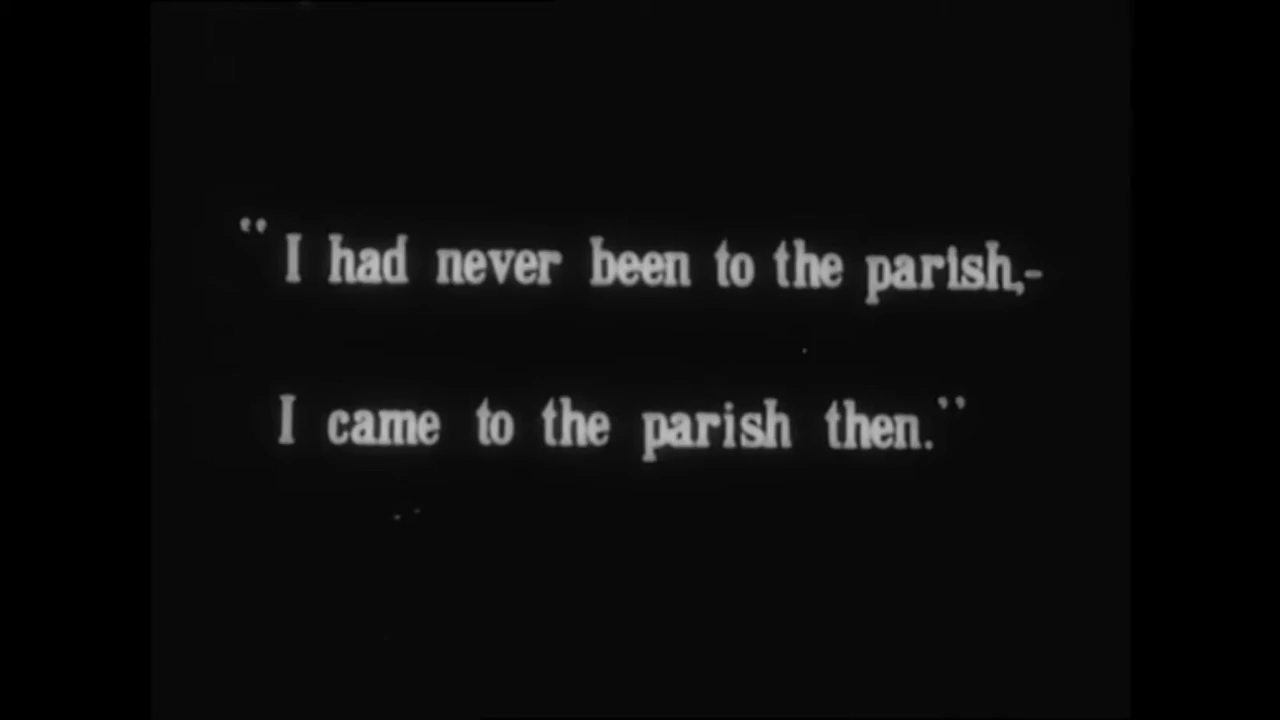 “I had never been to the parish,-
I came to the parish then.”